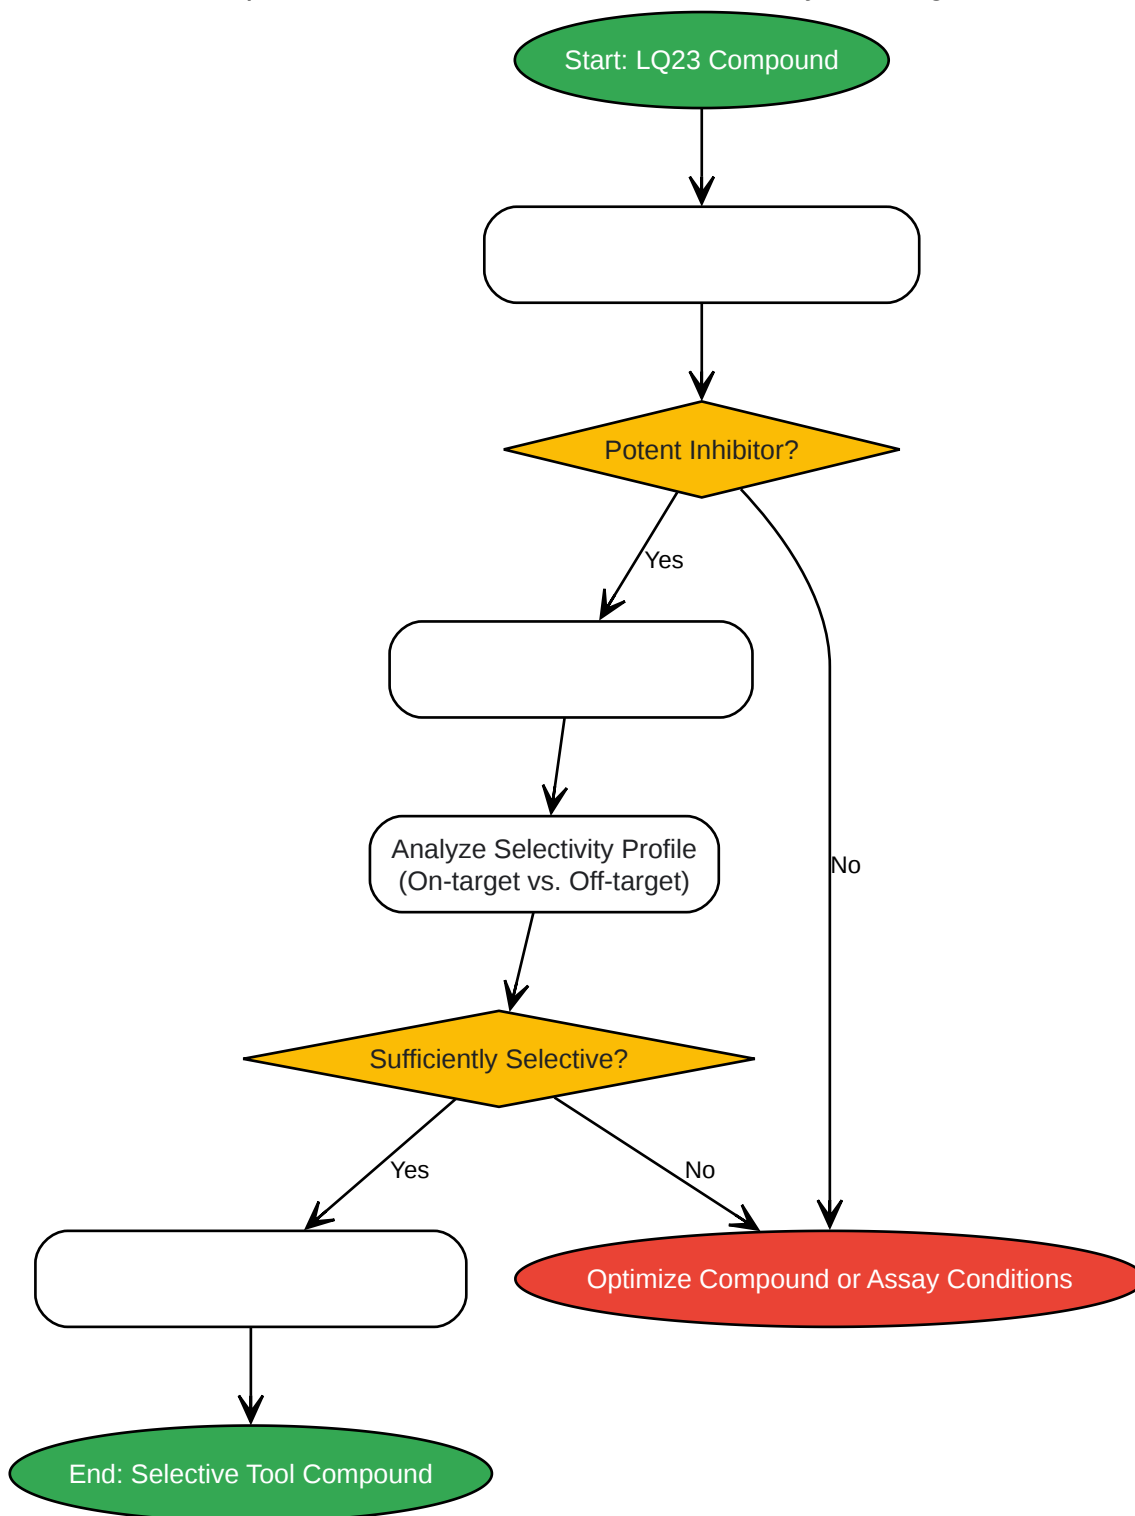 Start: LQ23 Compound
Potent Inhibitor?
Yes
Analyze Selectivity Profile
(On-target vs. Off-target)
No
Sufficiently Selective?
Yes
No
Optimize Compound or Assay Conditions
End: Selective Tool Compound